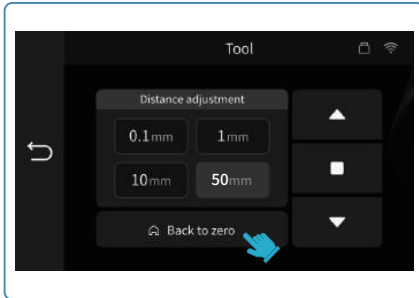 Tool
Distance adjustment
0.1mm 1mm
10mm 50mm
Back to zero